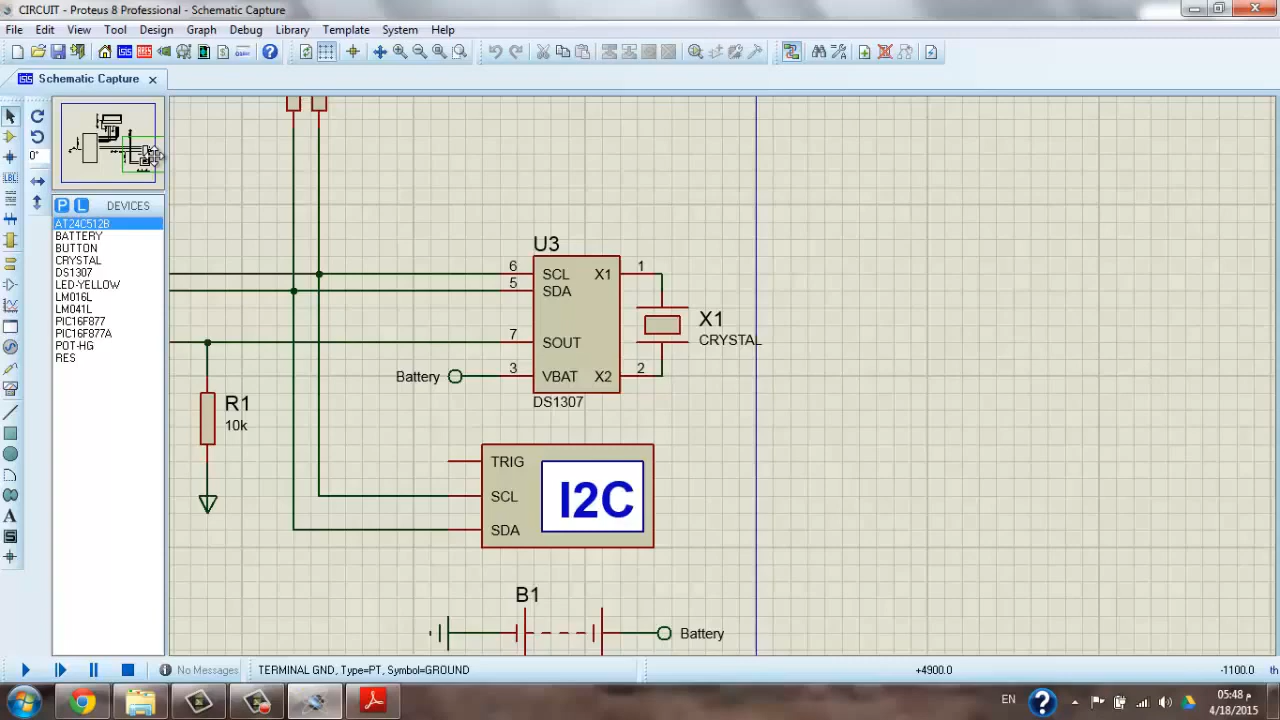 CIRCUIT - Proteus 8 Professional - Schematic Capture
File Edit View Tool Design Graph Debug Library Template System Help
Schematic Capture
0°
P L DEVICES
AT24C512B
BATTERY
BUTTON
CRYSTAL
DS1307
LED-YELLOW
LM016L
LM041L
PIC16F877
PIC16F877A
POT-HG
RES
U3
6 SCL X1 1
5 SDA
X1
CRYSTAL
7 SOUT
Battery 3 VBAT X2 2
DS1307
R1
10k
TRIG
SCL
SDA
I2C
B1
Battery
No Messages
TERMINAL GND, Type=PT, Symbol=GROUND
+4900.0
-1100.0
th
EN
05:48 م
4/18/2015